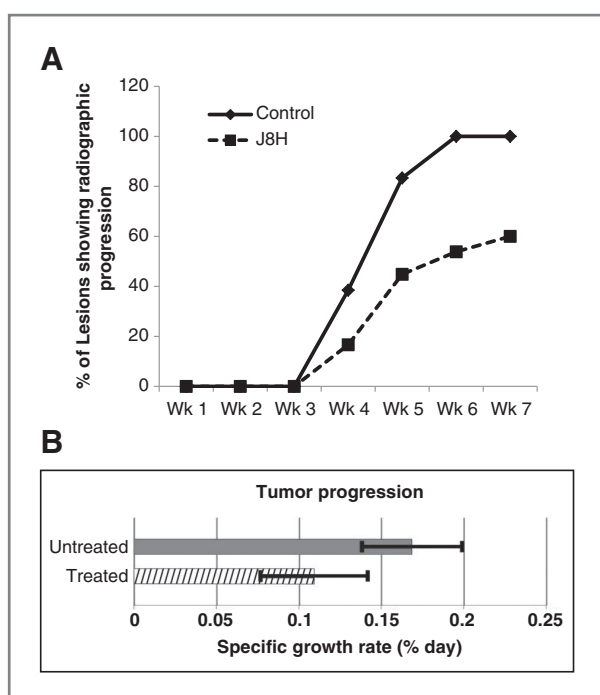 A
% of Lesions showing radiographic
progression
120
100
80
60
40
20
0
Control
J8H
Wk 1 Wk 2 Wk 3 Wk 4 Wk 5 Wk 6 Wk 7
B
Tumor progression
Untreated
Treated
0 0.05 0.1 0.15 0.2 0.25
Specific growth rate (% day)